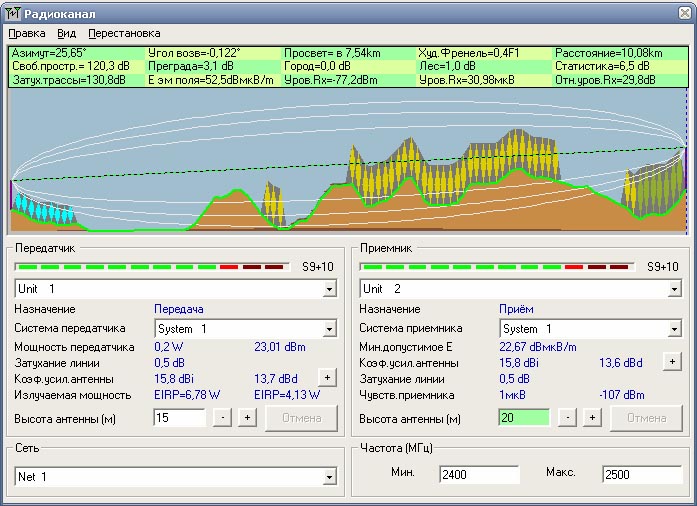 Радиоканал
Правка Вид Перестановка
Азимут=25,65° Угол возв=-0,122° Просвет= в 7,54km Худ.Френель=0,4F1 Расстояние=10,08km
Своб.простр.= 120,3 dB Преграда=3,1 dB Город=0,0 dB Лес=1,0 dB Статистика=6,5 dB
Затух.трассы=130,8dB Е эм поля=52,5dBмкВ/m Уров.Rx=-77,2dBm Уров.Rx=30,98мкВ Отн.уров.Rx=29,8dB
Передатчик
S9+10
Unit 1
Назначение Передача
Система передатчика System 1
Мощность передатчика 0,2 W 23,01 dBm
Затухание линии 0,5 dB
Коэф.усил.антенны 15,8 dBi 13,7 dBd +
Излучаемая мощность EIRP=6,78 W ERP=4,13 W
Высота антенны (м) 15 - + Отмена
Приемник
S9+10
Unit 2
Назначение Приём
Система приемника System 1
Мин.допустимое Е 22,67 dBмкВ/m
Коэф.усил.антенны 15,8 dBi 13,6 dBd +
Затухание линии 0,5 dB
Чувств.приемника 1мкВ -107 dBm
Высота антенны (м) 20 - + Отмена
Сеть
Net 1
Частота (МГц)
Мин. 2400 Макс. 2500